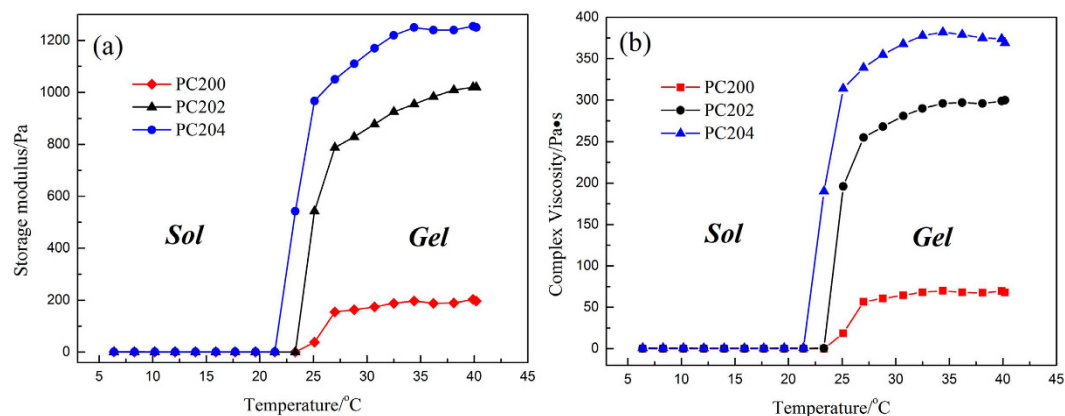 (a)
PC200
PC202
PC204
Sol
Gel
Storage modulus/Pa
1200
1000
800
600
400
200
0
5 10 15 20 25 30 35 40 45
Temperature/°C
(b)
PC200
PC202
PC204
Sol
Gel
Complex Viscosity/Pa•s
400
350
300
250
200
150
100
50
0
5 10 15 20 25 30 35 40 45
Temperature/°C